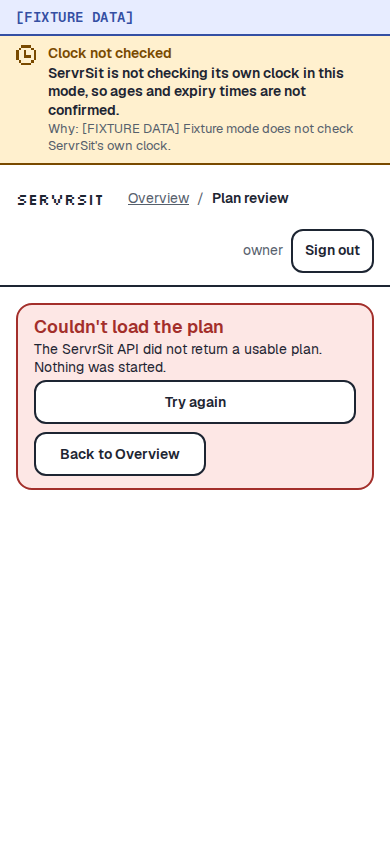 [FIXTURE DATA]
Clock not checked
ServrSit is not checking its own clock in this
mode, so ages and expiry times are not
confirmed.
Why: [FIXTURE DATA] Fixture mode does not check
ServrSit's own clock.
SERVRSIT
Overview / Plan review
owner
Sign out
Couldn't load the plan
The ServrSit API did not return a usable plan.
Nothing was started.
Try again
Back to Overview